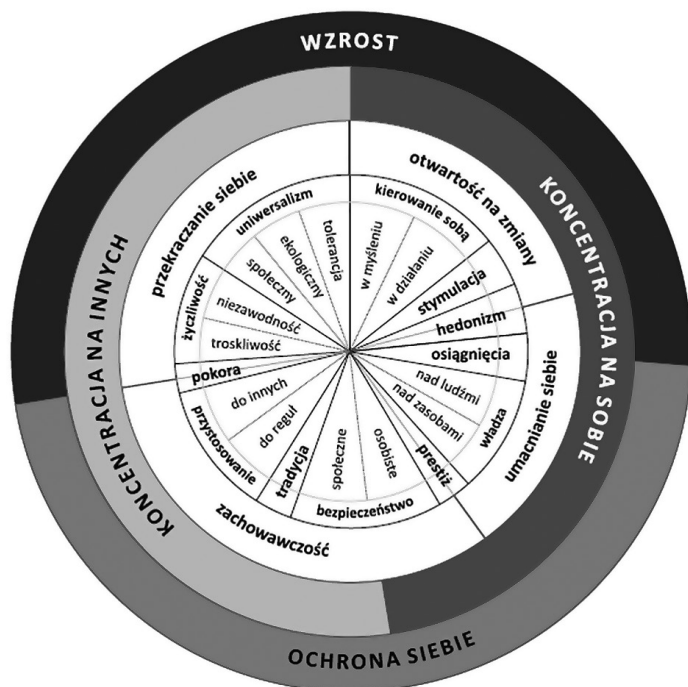 WZROST
KONCENTRACJA NA INNYCH
KONCENTRACJA NA SOBIE
OCHRONA SIEBIE
przekraczanie siebie
otwartość na zmiany
umacnianie siebie
zachowawczość
uniwersalizm
kierowanie sobą
stymulacja
hedonizm
osiągnięcia
władza
prestiż
bezpieczeństwo
tradycja
przystosowanie
pokora
życzliwość
tolerancja
ekologiczny
społeczny
niezawodność
troskliwość
do innych
do reguł
społeczne
osobiste
nad zasobami
nad ludźmi
w działaniu
w myśleniu